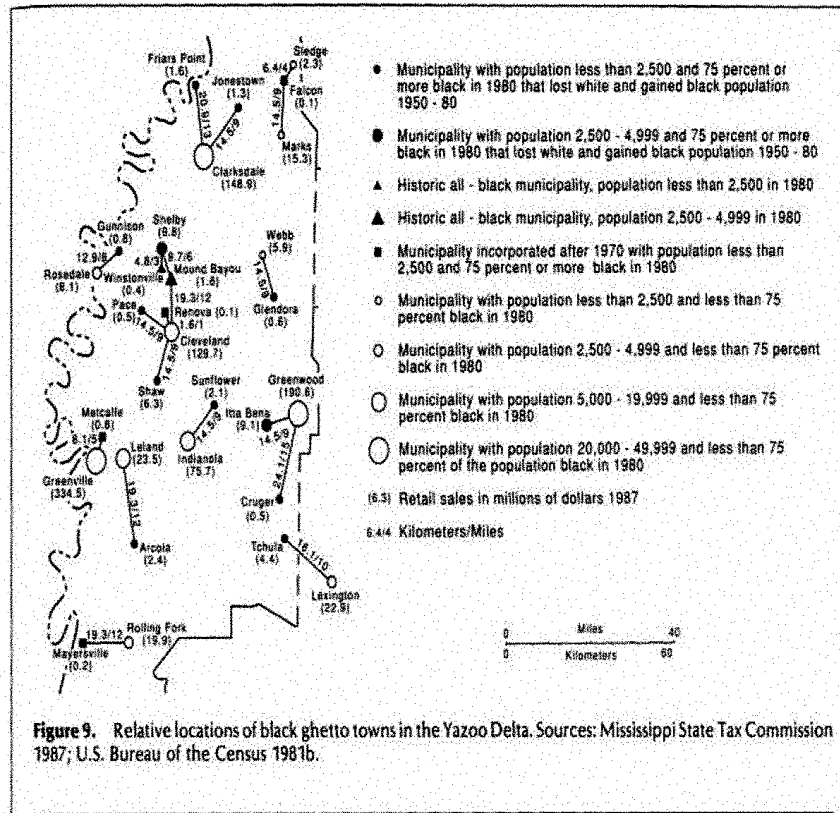 Friars Point
(1.6)
Jonestown
(1.3)
20.9/13
14.5/9
Clarksdale
(148.9)
Sledge
(2.3)
6.4/4
Falcon
(0.1)
14.5/9
Marks
(15.3)
Gunnison
(0.8)
12.9/8
Rosedale
(8.1)
Shelby
(9.8)
4.8/3
9.7/6
Winstonville
(0.4)
Mound Bayou
(1.6)
19.3/12
Renova (0.1)
1.6/1
Pace
(0.5)
14.5/9
Cleveland
(129.7)
14.5/9
Shaw
(6.3)
Webb
(5.9)
14.5/9
Glendora
(0.6)
Sunflower
(2.1)
14.5/9
Indianola
(75.7)
Greenwood
(190.6)
Itta Bena
(9.1)
14.5/9
24.1/15
Cruger
(0.5)
Metcalfe
(0.6)
8.1/5
Greenville
(334.5)
Leland
(23.5)
19.3/12
Arcola
(2.4)
Tchula
(4.4)
16.1/10
Lexington
(22.9)
19.3/12
Rolling Fork
(19.9)
Mayersville
(0.2)
Municipality with population less than 2,500 and 75 percent or
more black in 1980 that lost white and gained black population
1950 - 80
Municipality with population 2,500 - 4,999 and 75 percent or more
black in 1980 that lost white and gained black population 1950 - 80
Historic all - black municipality, population less than 2,500 in 1980
Historic all - black municipality, population 2,500 - 4,999 in 1980
Municipality incorporated after 1970 with population less than
2,500 and 75 percent or more black in 1980
Municipality with population less than 2,500 and less than 75
percent black in 1980
Municipality with population 2,500 - 4,999 and less than 75 percent
black in 1980
Municipality with population 5,000 - 19,999 and less than 75
percent black in 1980
Municipality with population 20,000 - 49,999 and less than 75
percent of the population black in 1980
(6.3) Retail sales in millions of dollars 1987
6.4/4 Kilometers/Miles
0 Miles 40
0 Kilometers 60
Figure 9. Relative locations of black ghetto towns in the Yazoo Delta. Sources: Mississippi State Tax Commission
1987; U.S. Bureau of the Census 1981b.